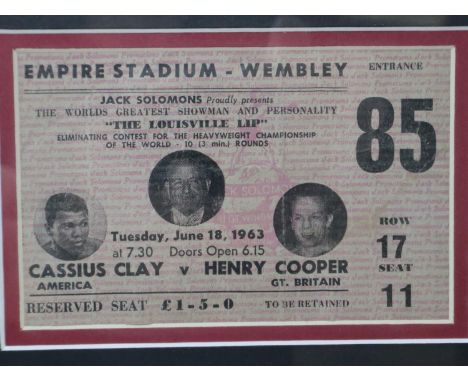 EMPIRE STADIUM - WEMBLEY
ENTRANCE
85
JACK SOLOMONS Proudly presents
THE WORLDS GREATEST SHOWMAN AND PERSONALITY
"THE LOUISVILLE LIP"
ELIMINATING CONTEST FOR THE HEAVYWEIGHT CHAMPIONSHIP
OF THE WORLD - 10 (3 min.) ROUNDS
JACK SOLOMONS
Tuesday, June 18, 1963
at 7.30 Doors Open 6.15
CASSIUS CLAY v HENRY COOPER
AMERICA GT. BRITAIN
RESERVED SEAT £1-5-0 TO BE RETAINED
ROW
17
SEAT
11